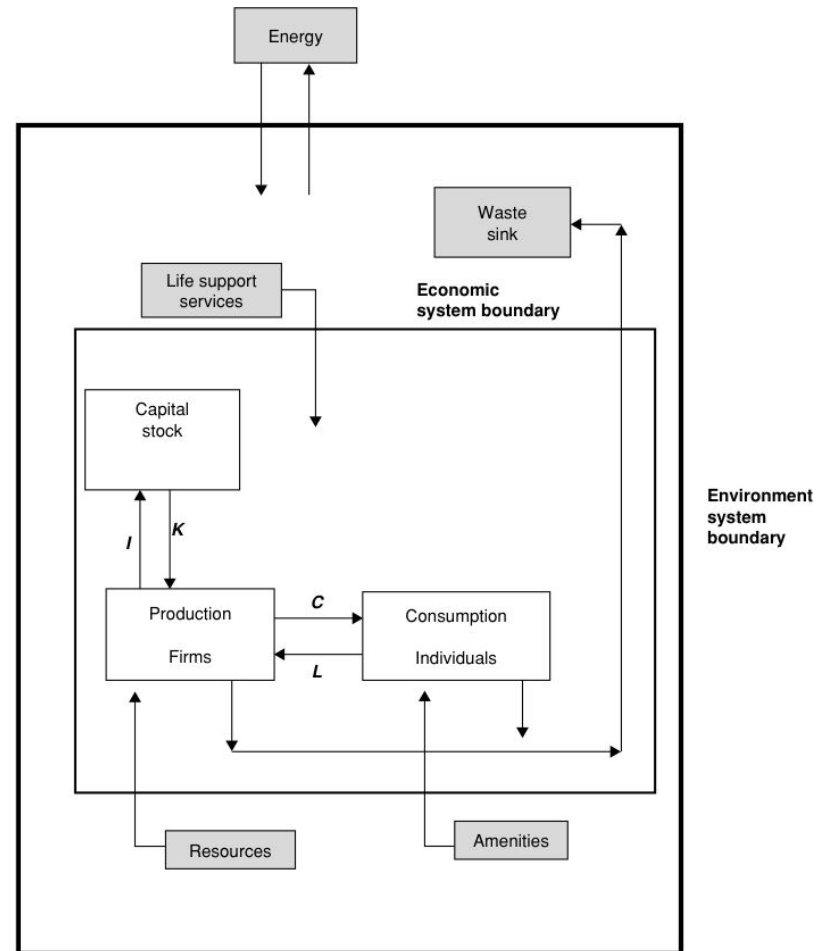 Energy
Waste
sink
Life support
services
Economic
system boundary
Capital
stock
Environment
system
boundary
I
K
Production
Firms
C
L
Consumption
Individuals
Resources
Amenities